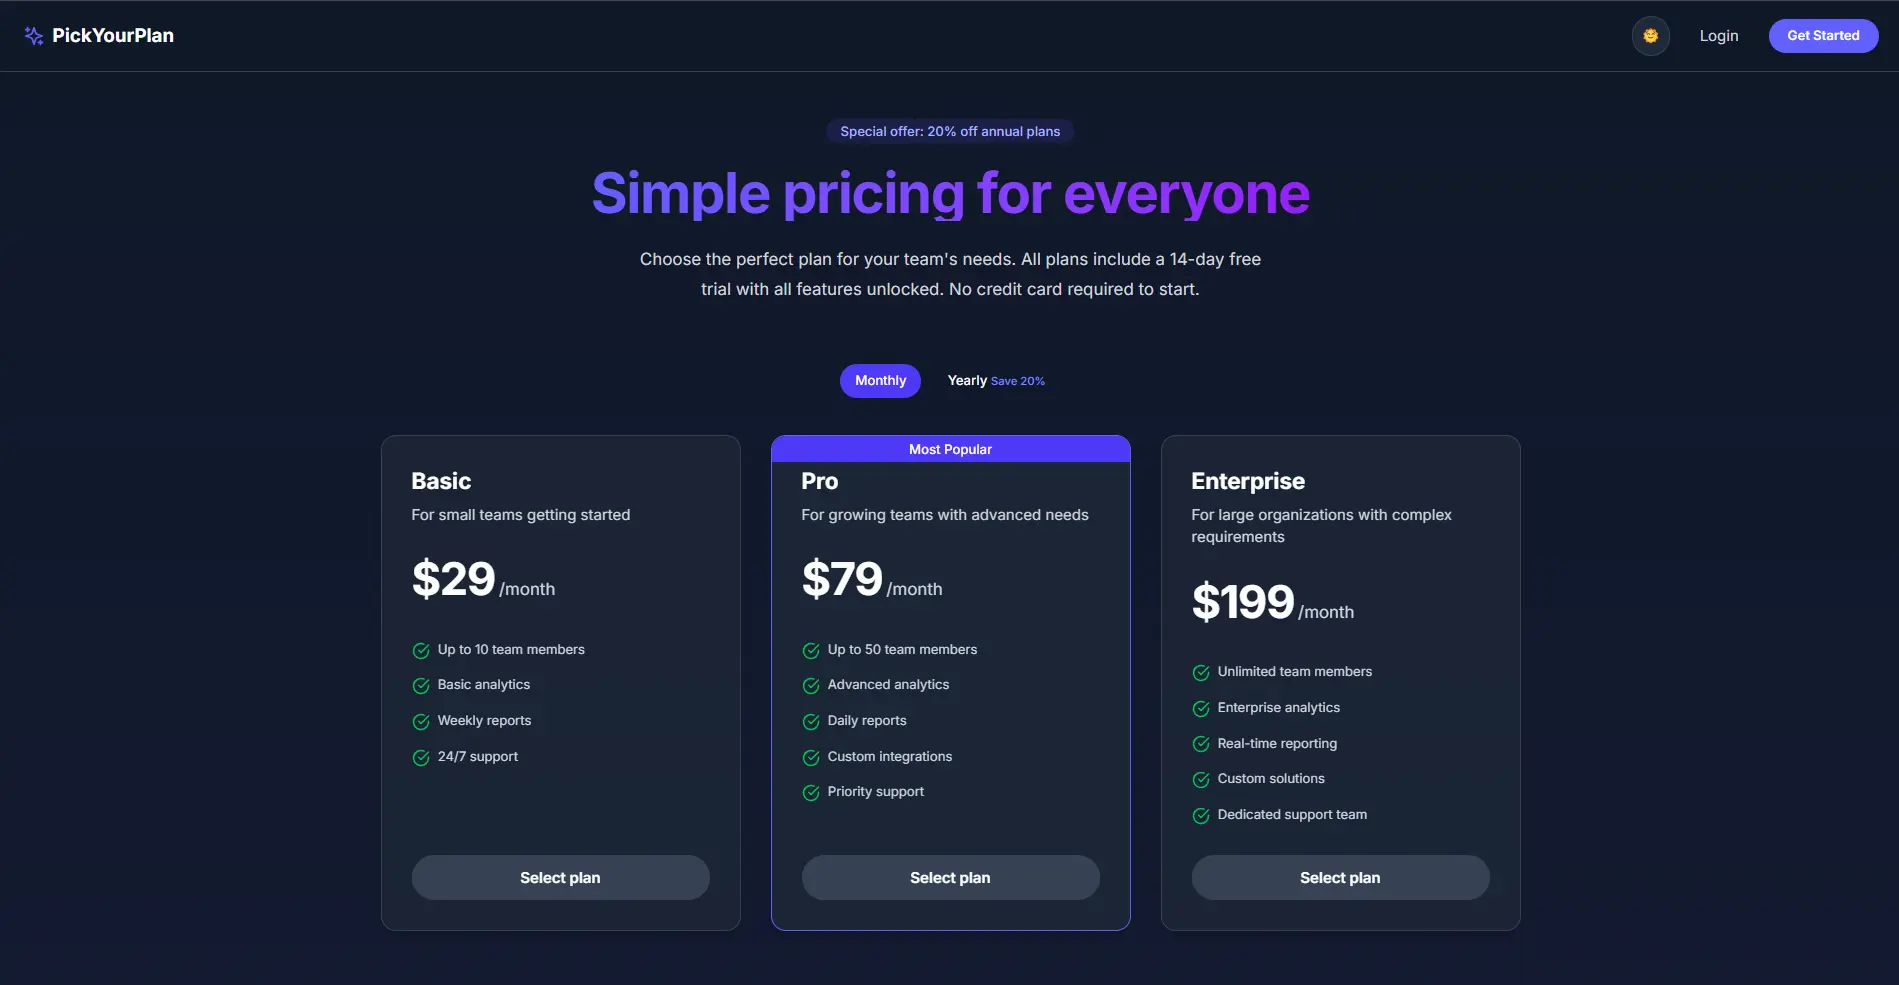 PickYourPlan
Login
Get Started
Special offer: 20% off annual plans
Simple pricing for everyone
Choose the perfect plan for your team's needs. All plans include a 14-day free
trial with all features unlocked. No credit card required to start.
Monthly
Yearly Save 20%
Basic
For small teams getting started
$29 /month
Up to 10 team members
Basic analytics
Weekly reports
24/7 support
Select plan
Most Popular
Pro
For growing teams with advanced needs
$79 /month
Up to 50 team members
Advanced analytics
Daily reports
Custom integrations
Priority support
Select plan
Enterprise
For large organizations with complex
requirements
$199 /month
Unlimited team members
Enterprise analytics
Real-time reporting
Custom solutions
Dedicated support team
Select plan